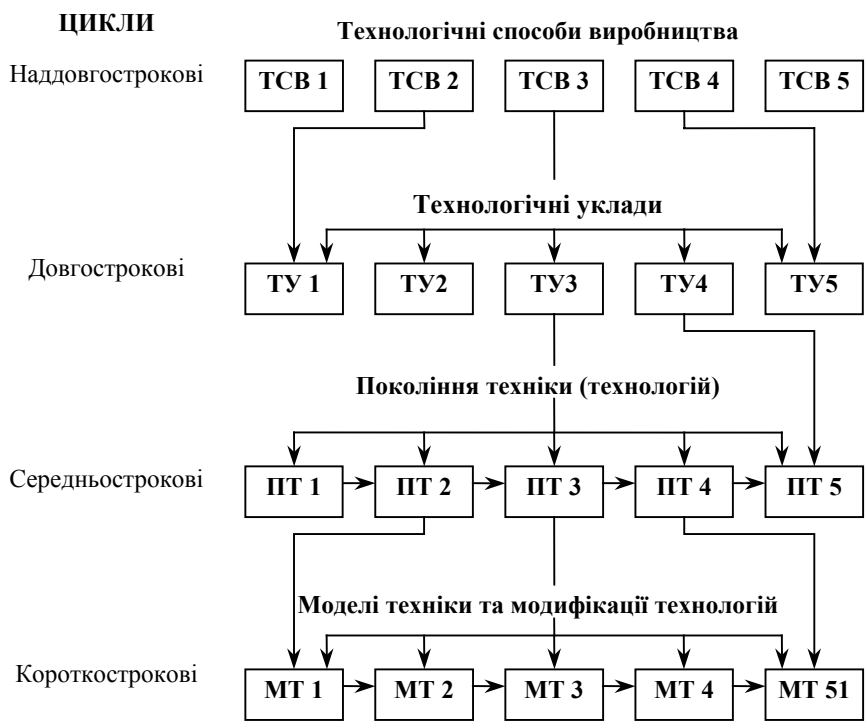 ЦИКЛИ
Технологічні способи виробництва
Наддовгострокові
ТСВ 1 ТСВ 2 ТСВ 3 ТСВ 4 ТСВ 5
Технологічні уклади
Довгострокові
ТУ 1 ТУ2 ТУ3 ТУ4 ТУ5
Покоління техніки (технологій)
Середньострокові
ПТ 1 ПТ 2 ПТ 3 ПТ 4 ПТ 5
Моделі техніки та модифікації технологій
Короткострокові
МТ 1 МТ 2 МТ 3 МТ 4 МТ 51